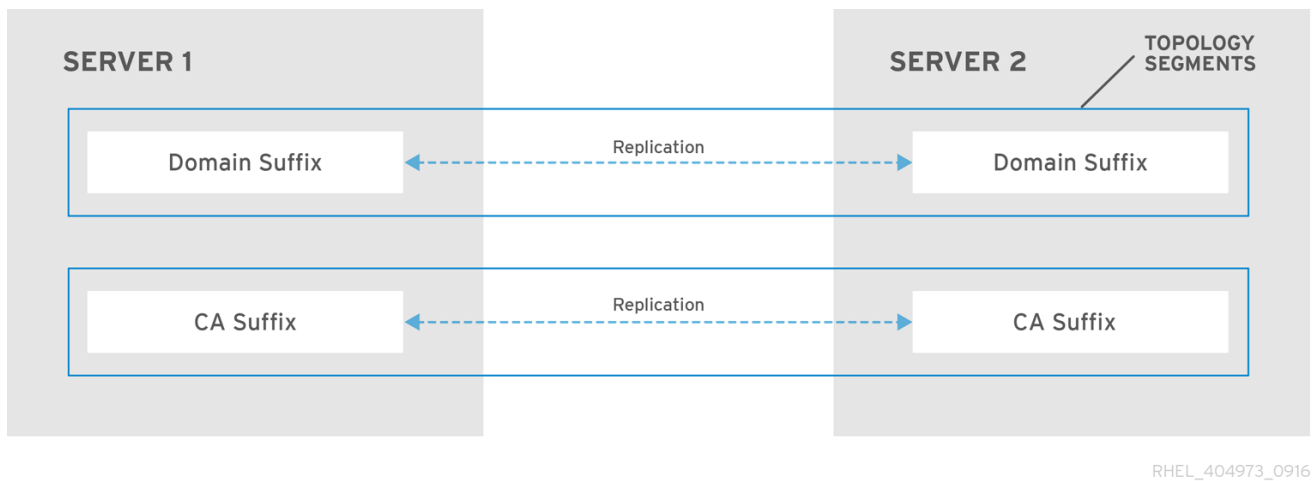 SERVER 1
SERVER 2
TOPOLOGY
SEGMENTS
Domain Suffix
Replication
Domain Suffix
CA Suffix
Replication
CA Suffix
RHEL_404973_0916